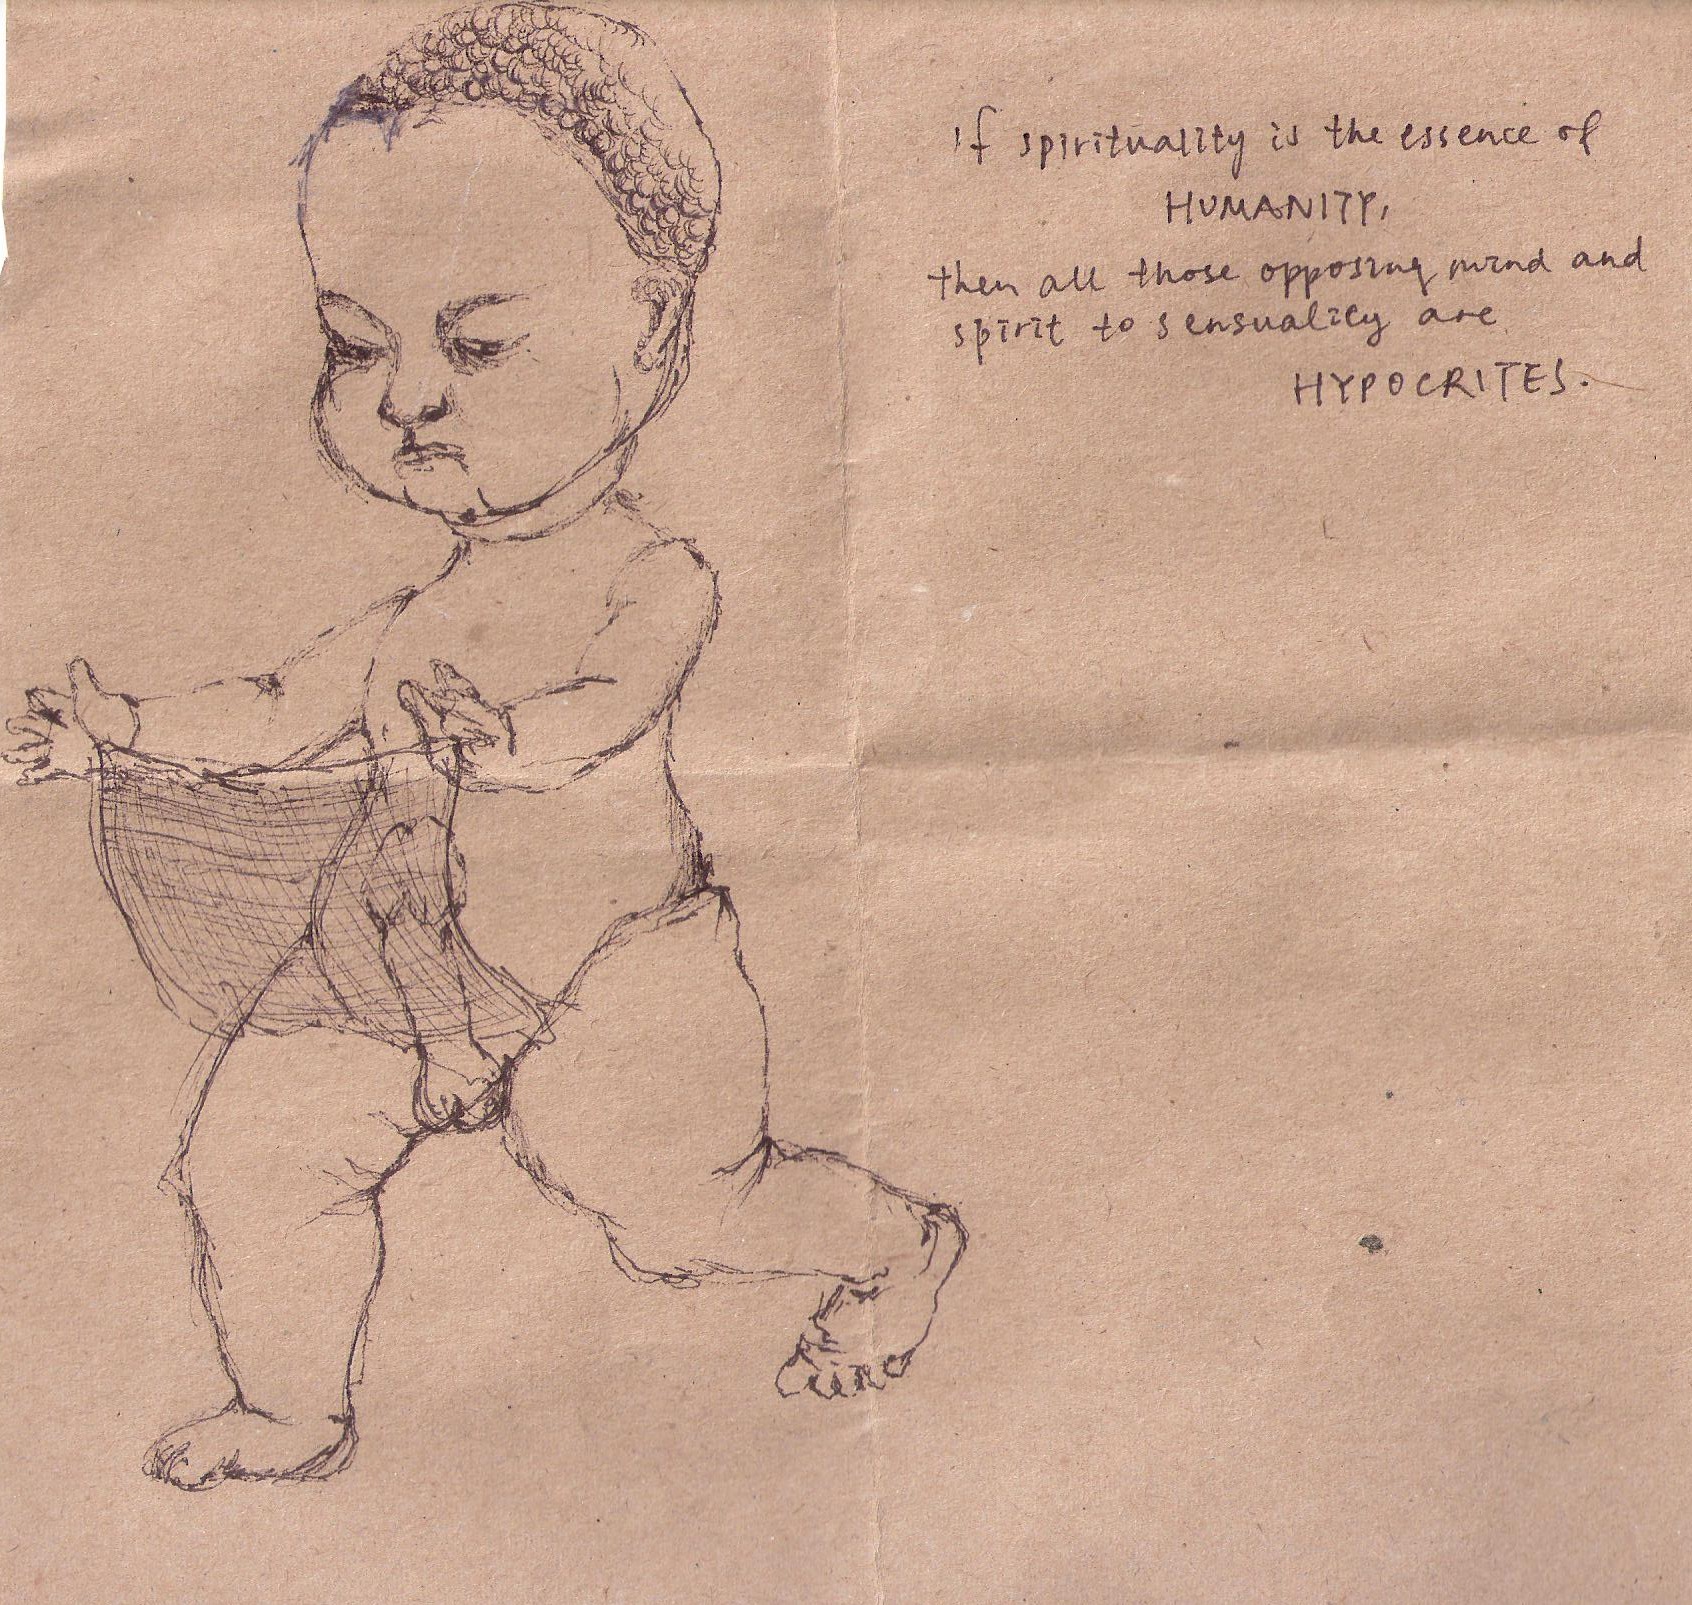 If spirituality is the essence of
HUMANITY,
then all those opposing mind and
spirit to sensuality are
HYPOCRITES.